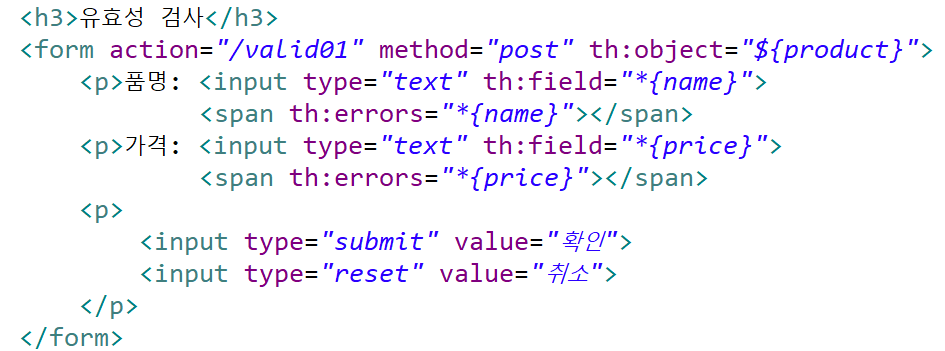 <h3>유효성 검사</h3>
<form action="/valid01" method="post" th:object="${product}">
    <p>품명: <input type="text" th:field="*{name}">
            <span th:errors="*{name}"></span>
    <p>가격: <input type="text" th:field="*{price}">
            <span th:errors="*{price}"></span>
    <p>
        <input type="submit" value="확인">
        <input type="reset" value="취소">
    </p>
</form>